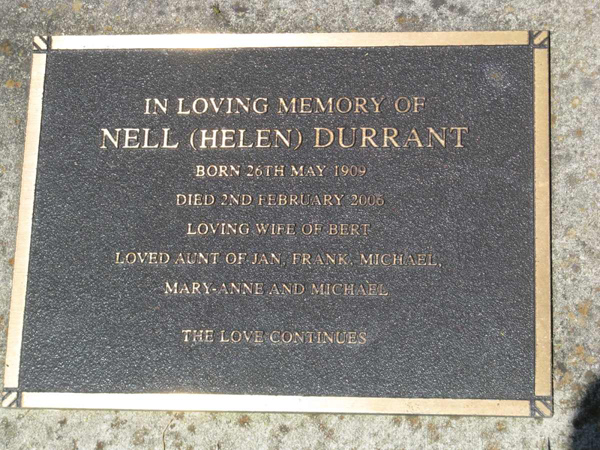 IN LOVING MEMORY OF
NELL (HELEN) DURRANT
BORN 26TH MAY 1909
DIED 2ND FEBRUARY 2006
LOVING WIFE OF BERT
LOVED AUNT OF JAN, FRANK, MICHAEL,
MARY-ANNE AND MICHAEL
THE LOVE CONTINUES